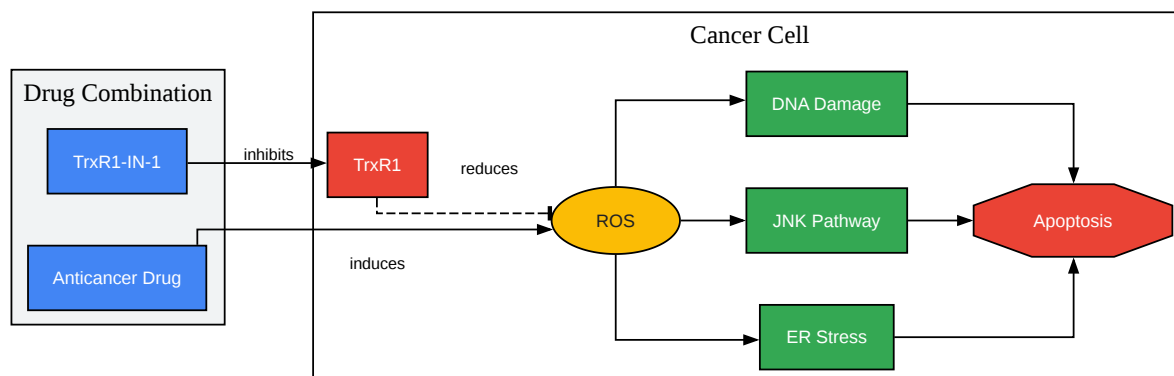 Cancer Cell
Drug Combination
DNA Damage
TrxR1-IN-1
inhibits
TrxR1
reduces
ROS
JNK Pathway
Apoptosis
Anticancer Drug
induces
ER Stress